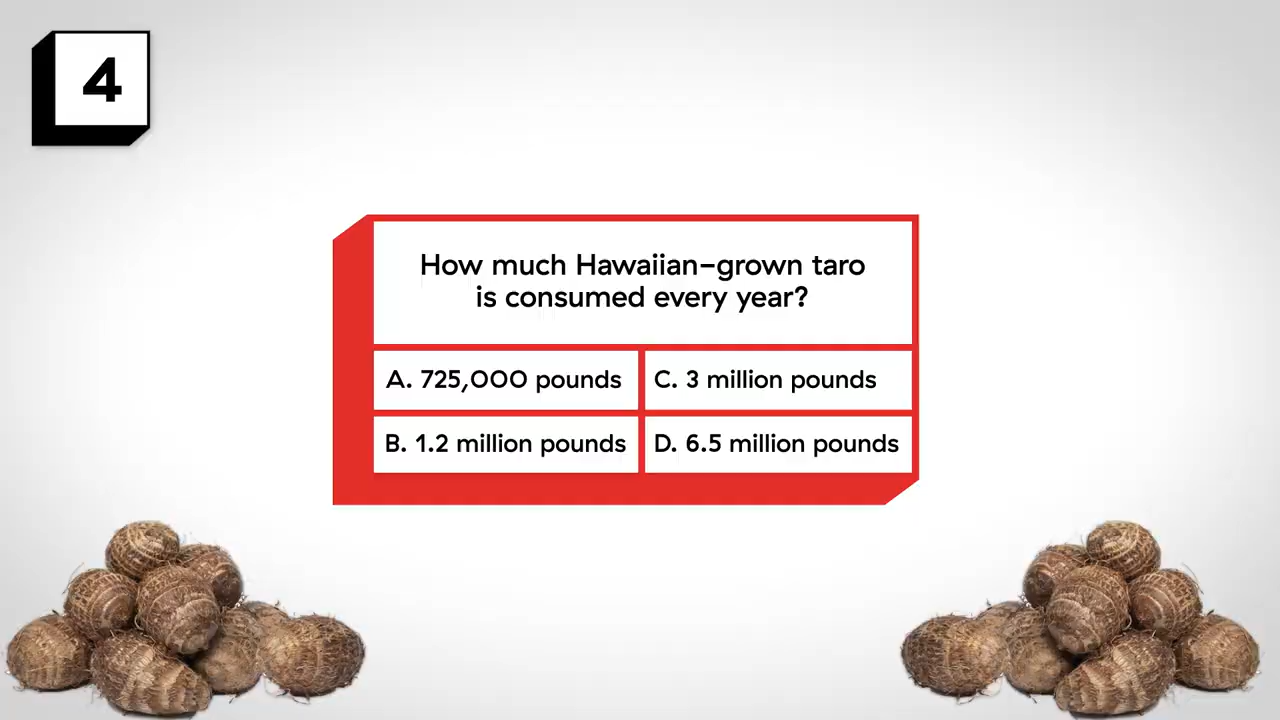 4
How much Hawaiian-grown taro
is consumed every year?
A. 725,000 pounds
C. 3 million pounds
B. 1.2 million pounds
D. 6.5 million pounds